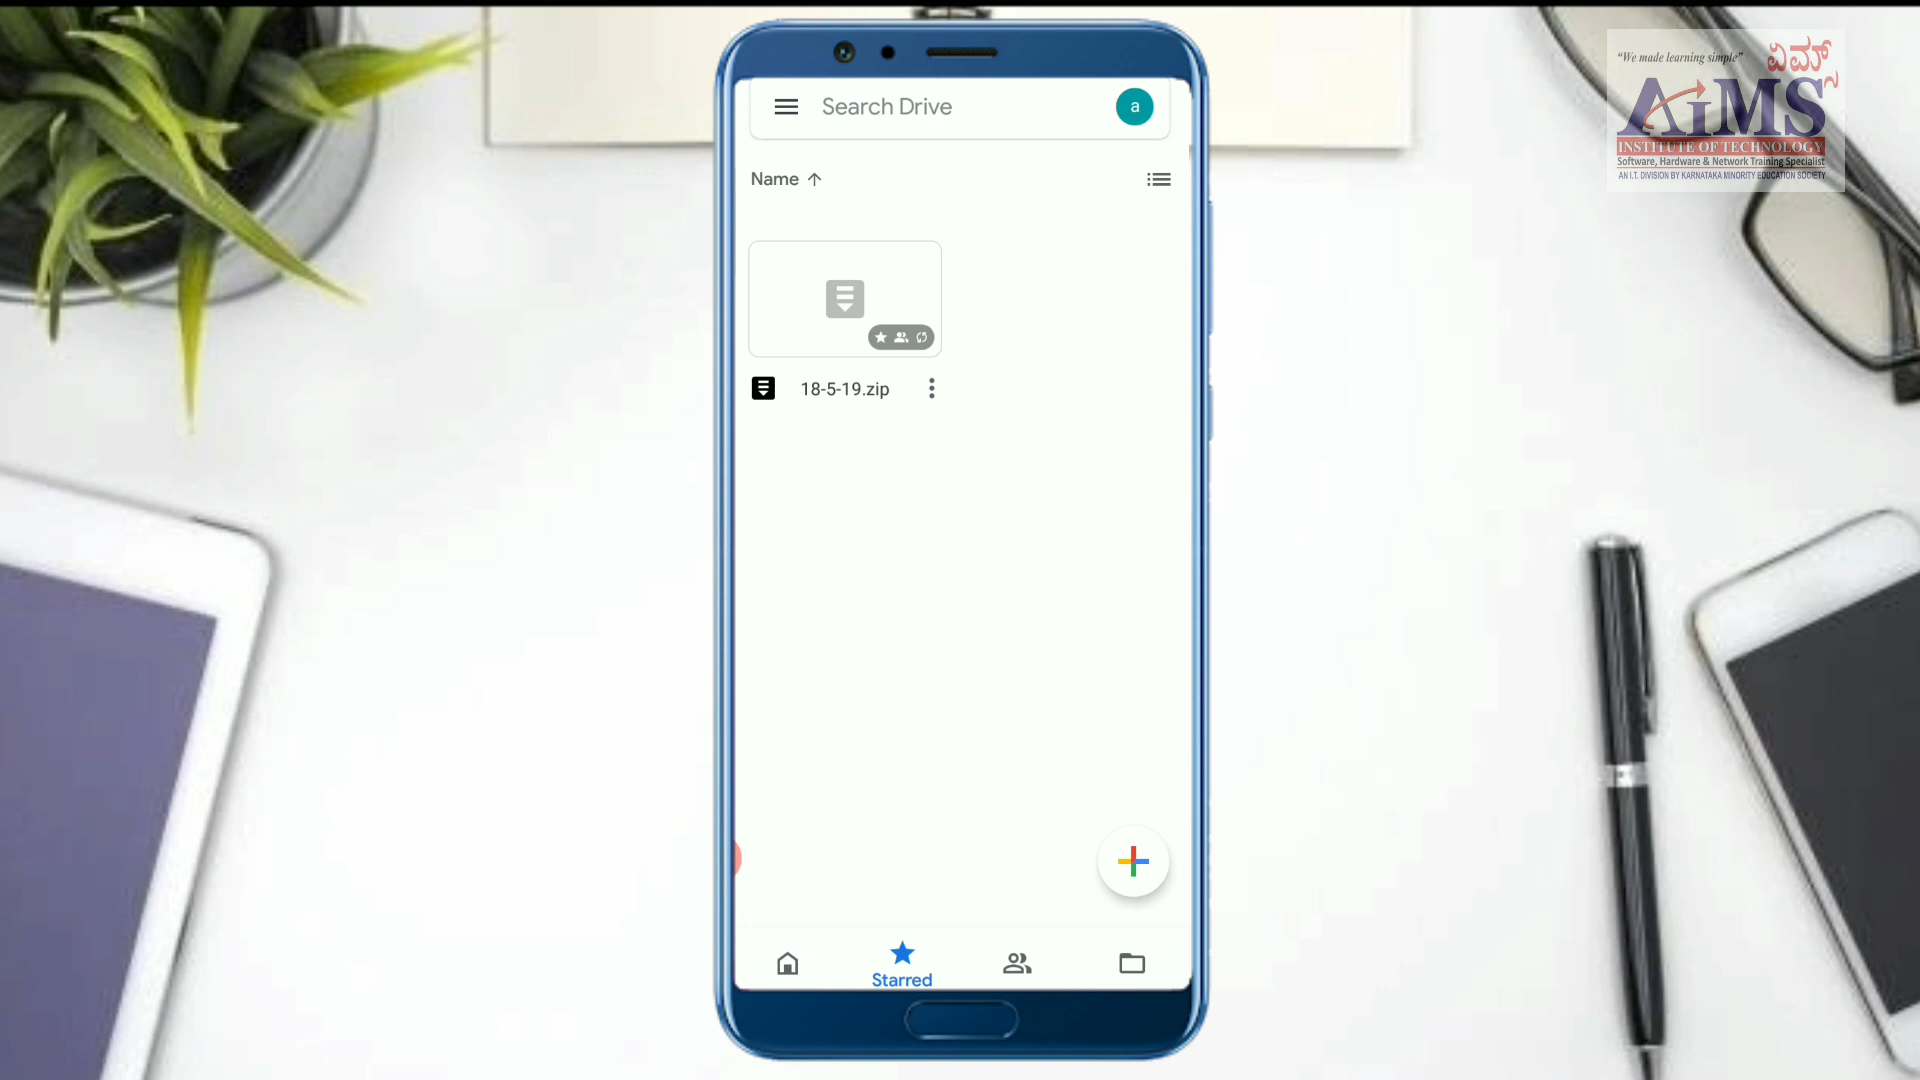 Search Drive
a
Name
18-5-19.zip
Starred
“We made learning simple”
ಏಮ್ಸ್
AiMS
INSTITUTE OF TECHNOLOGY
Software, Hardware & Network Training Specialist
AN I.T. DIVISION BY KARNATAKA MINORITY EDUCATION SOCIETY